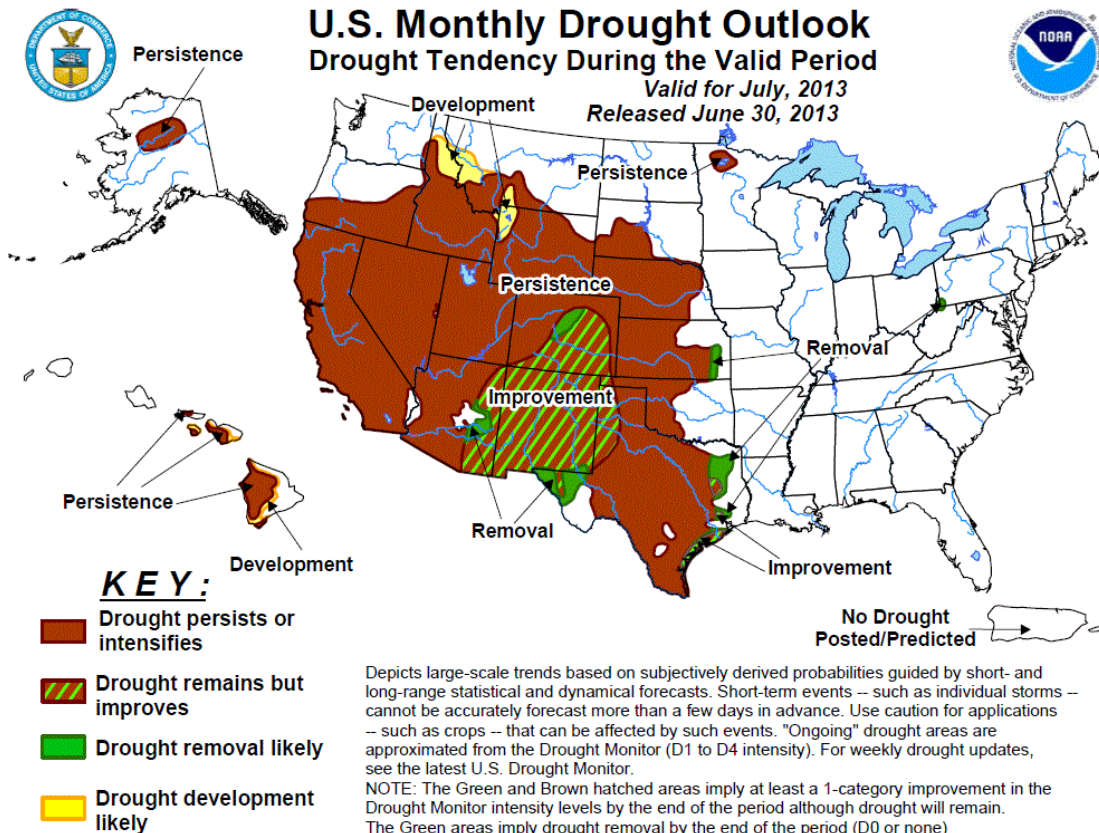 U.S. Monthly Drought Outlook
Drought Tendency During the Valid Period
Valid for July, 2013
Released June 30, 2013
DEPARTMENT OF COMMERCE
UNITED STATES OF AMERICA
NOAA
Persistence
Development
Persistence
Persistence
Removal
Improvement
Persistence
Removal
Development
Improvement
No Drought
Posted/Predicted
KEY:
Drought persists or
intensifies
Drought remains but
improves
Drought removal likely
Drought development
likely
Depicts large-scale trends based on subjectively derived probabilities guided by short- and
long-range statistical and dynamical forecasts. Short-term events -- such as individual storms --
cannot be accurately forecast more than a few days in advance. Use caution for applications
-- such as crops -- that can be affected by such events. "Ongoing" drought areas are
approximated from the Drought Monitor (D1 to D4 intensity). For weekly drought updates,
see the latest U.S. Drought Monitor.
NOTE: The Green and Brown hatched areas imply at least a 1-category improvement in the
Drought Monitor intensity levels by the end of the period although drought will remain.
The Green areas imply drought removal by the end of the period (D0 or none)